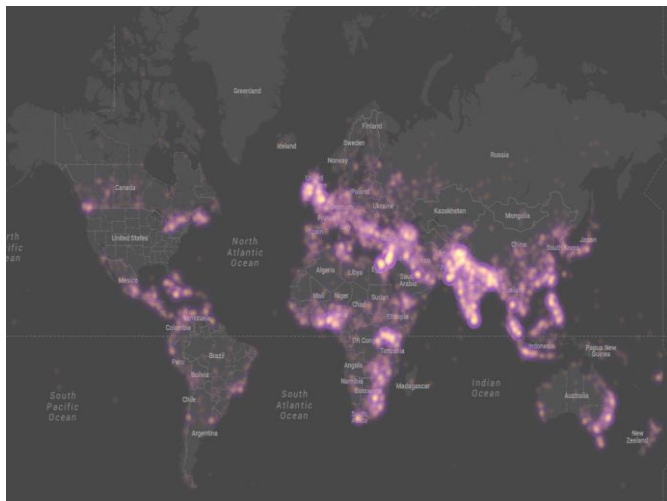 Greenland
Finland
Iceland
Sweden
Norway
Russia
Canada
Poland
Ukraine
Kazakhstan
Mongolia
United States
North
Atlantic
Ocean
China
Japan
Algeria
Libya
Saudi
Arabia
Mexico
Mali
Niger
Chad
Sudan
Ethiopia
Colombia
DR Congo
Tanzania
Indonesia
Papua New
Guinea
Peru
Brazil
Angola
Bolivia
Namibia
Madagascar
Indian
Ocean
South
Pacific
Ocean
South
Atlantic
Ocean
Chile
Australia
Argentina
New
Zealand